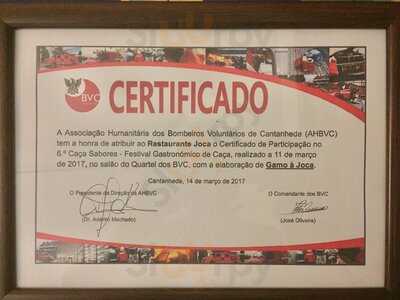 BVC
CERTIFICADO
A Associação Humanitária dos Bombeiros Voluntários de Cantanhede (AHBVC)
tem a honra de atribuir ao Restaurante Joca o Certificado de Participação no
6.º Caça Sabores - Festival Gastronómico de Caça, realizado a 11 de março
de 2017, no salão do Quartel dos BVC, com a elaboração de Gamo à Joca.
Cantanhede, 14 de março de 2017
O Presidente da Direção da AHBVC
O Comandante dos BVC
(Dr. Adérito Machado)
(José Oliveira)